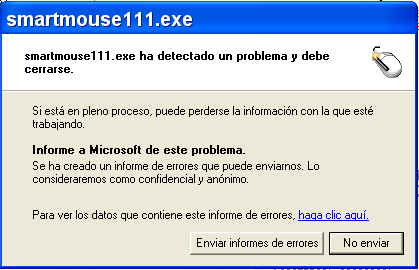 smartmouse111.exe
smartmouse111.exe ha detectado un problema y debe
cerrarse.
Si está en pleno proceso, puede perderse la información con la que esté
trabajando.
Informe a Microsoft de este problema.
Se ha creado un informe de errores que puede enviarnos. Lo
consideraremos como confidencial y anónimo.
Para ver los datos que contiene este informe de errores, haga clic aquí.
Enviar informes de errores
No enviar